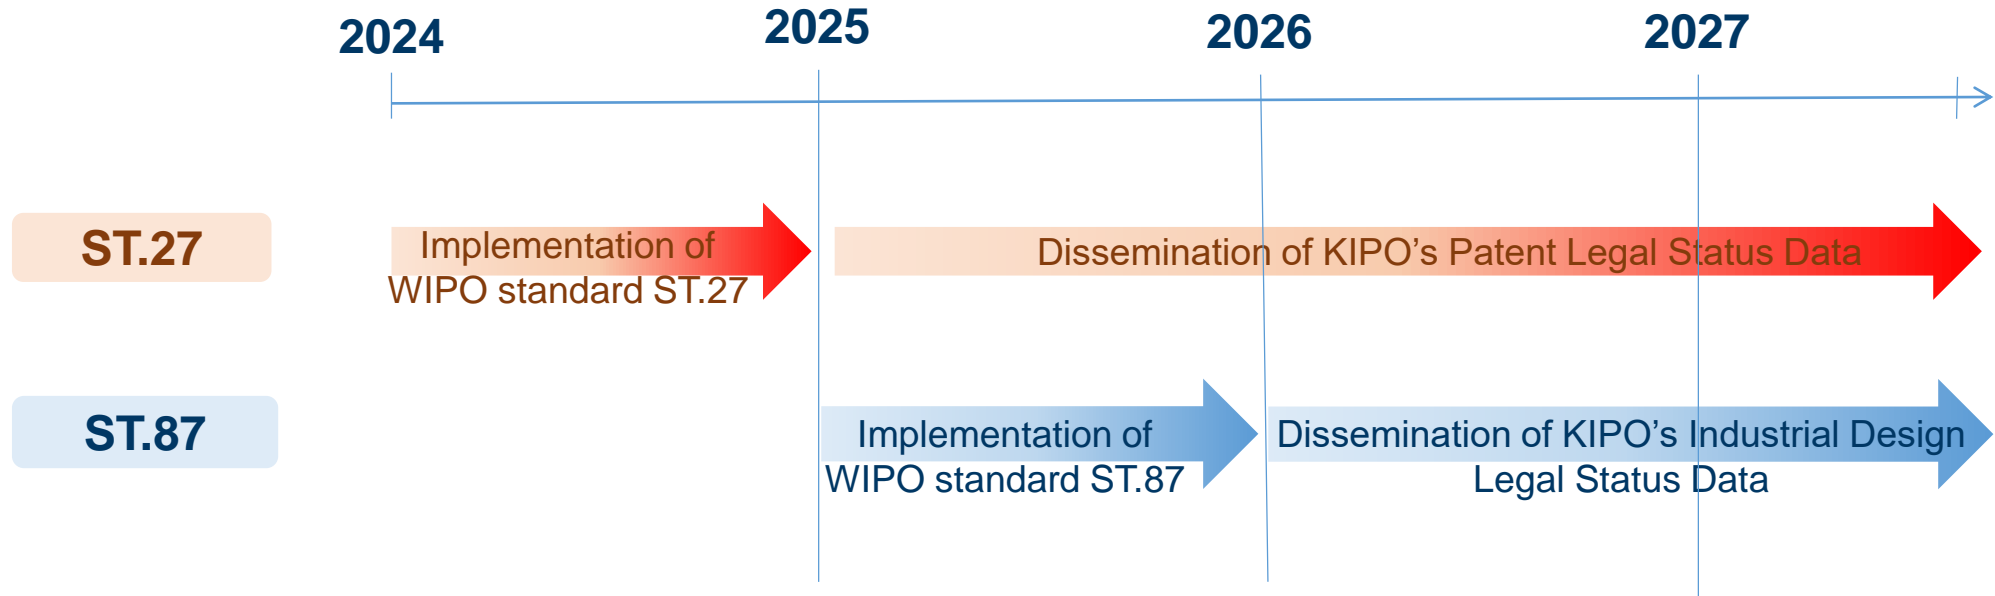 2024
2025
2026
2027
ST.27
Implementation of
WIPO standard ST.27
Dissemination of KIPO’s Patent Legal Status Data
ST.87
Implementation of
WIPO standard ST.87
Dissemination of KIPO’s Industrial Design
Legal Status Data